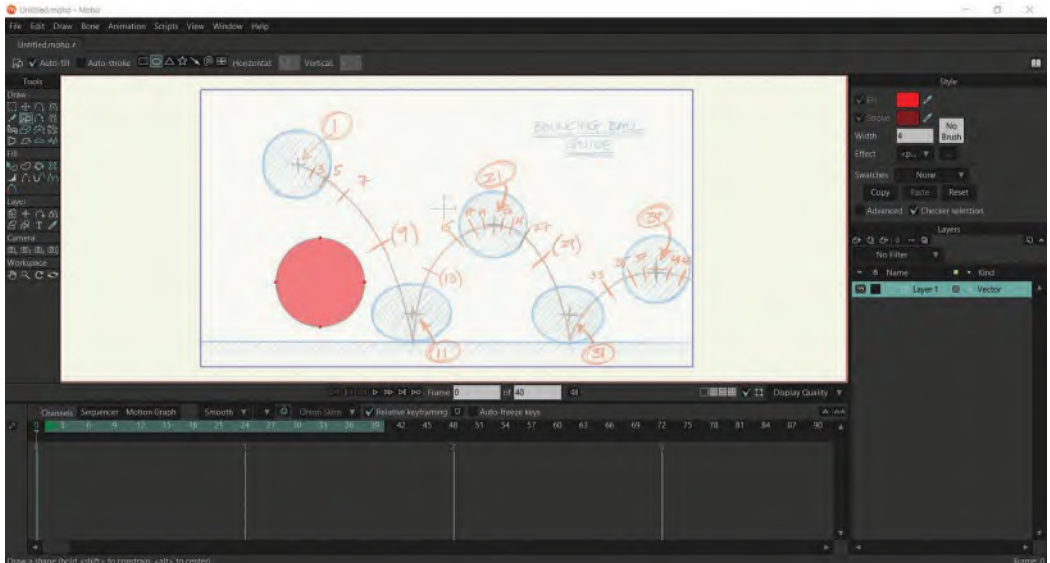 Untitled.moho - Moho
File Edit Draw Bone Animation Scripts View Window Help
Untitled.moho
Auto-fill Auto-stroke Horizontal Vertical
Tools
Draw
Fill
Layer
Camera
Workspace
BOUNCING BALL
GUIDE
1
3 5 7
(9)
11
(13)
15
21
27
(29)
31
33
39
Style
Fill
Stroke
Width 4
No
Brush
Effect
Swatches None
Copy Paste Reset
Advanced Checker selection
Layers
No Filter
Name Kind
Layer 1 Vector
Frame 0 of 40 Display Quality
Channels Sequencer Motion Graph Smooth Onion Skins Relative keyframing Auto-freeze keys
0 3 6 9 12 15 18 21 24 27 30 33 36 39 42 45 48 51 54 57 60 63 66 69 72 75 78 81 84 87 90
Draw a shape (hold <shift> to constrain, <alt> to center)
Frame 0